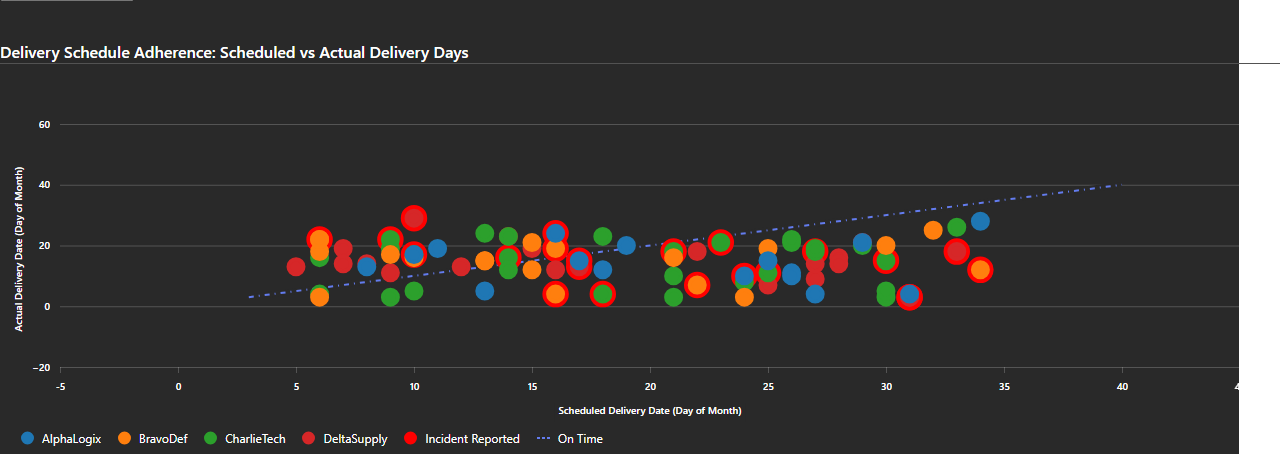 Delivery Schedule Adherence: Scheduled vs Actual Delivery Days
60
40
20
0
−20
Actual Delivery Date (Day of Month)
-5 0 5 10 15 20 25 30 35 40
Scheduled Delivery Date (Day of Month)
AlphaLogix BravoDef CharlieTech DeltaSupply Incident Reported On Time